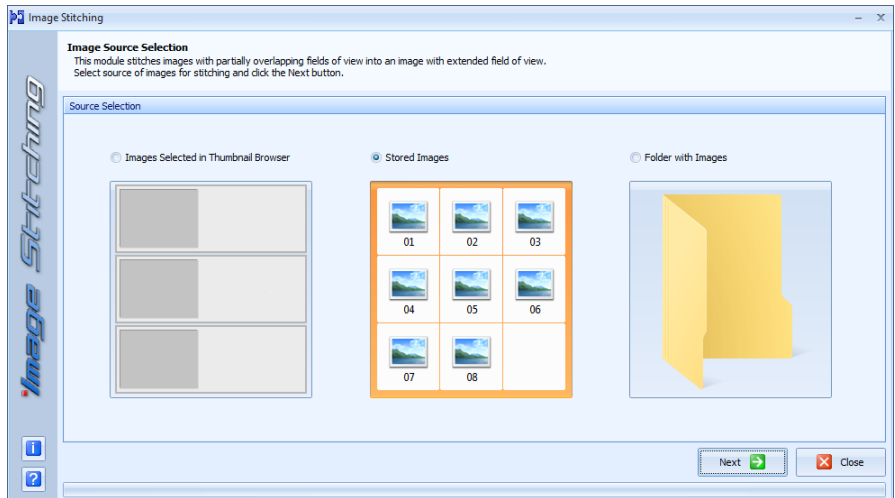 Image Stitching
Image Source Selection
This module stitches images with partially overlapping fields of view into an image with extended field of view.
Select source of images for stitching and click the Next button.
Image Stitching
Source Selection
Images Selected in Thumbnail Browser
Stored Images
Folder with Images
01 02 03
04 05 06
07 08
i
?
Next
Close